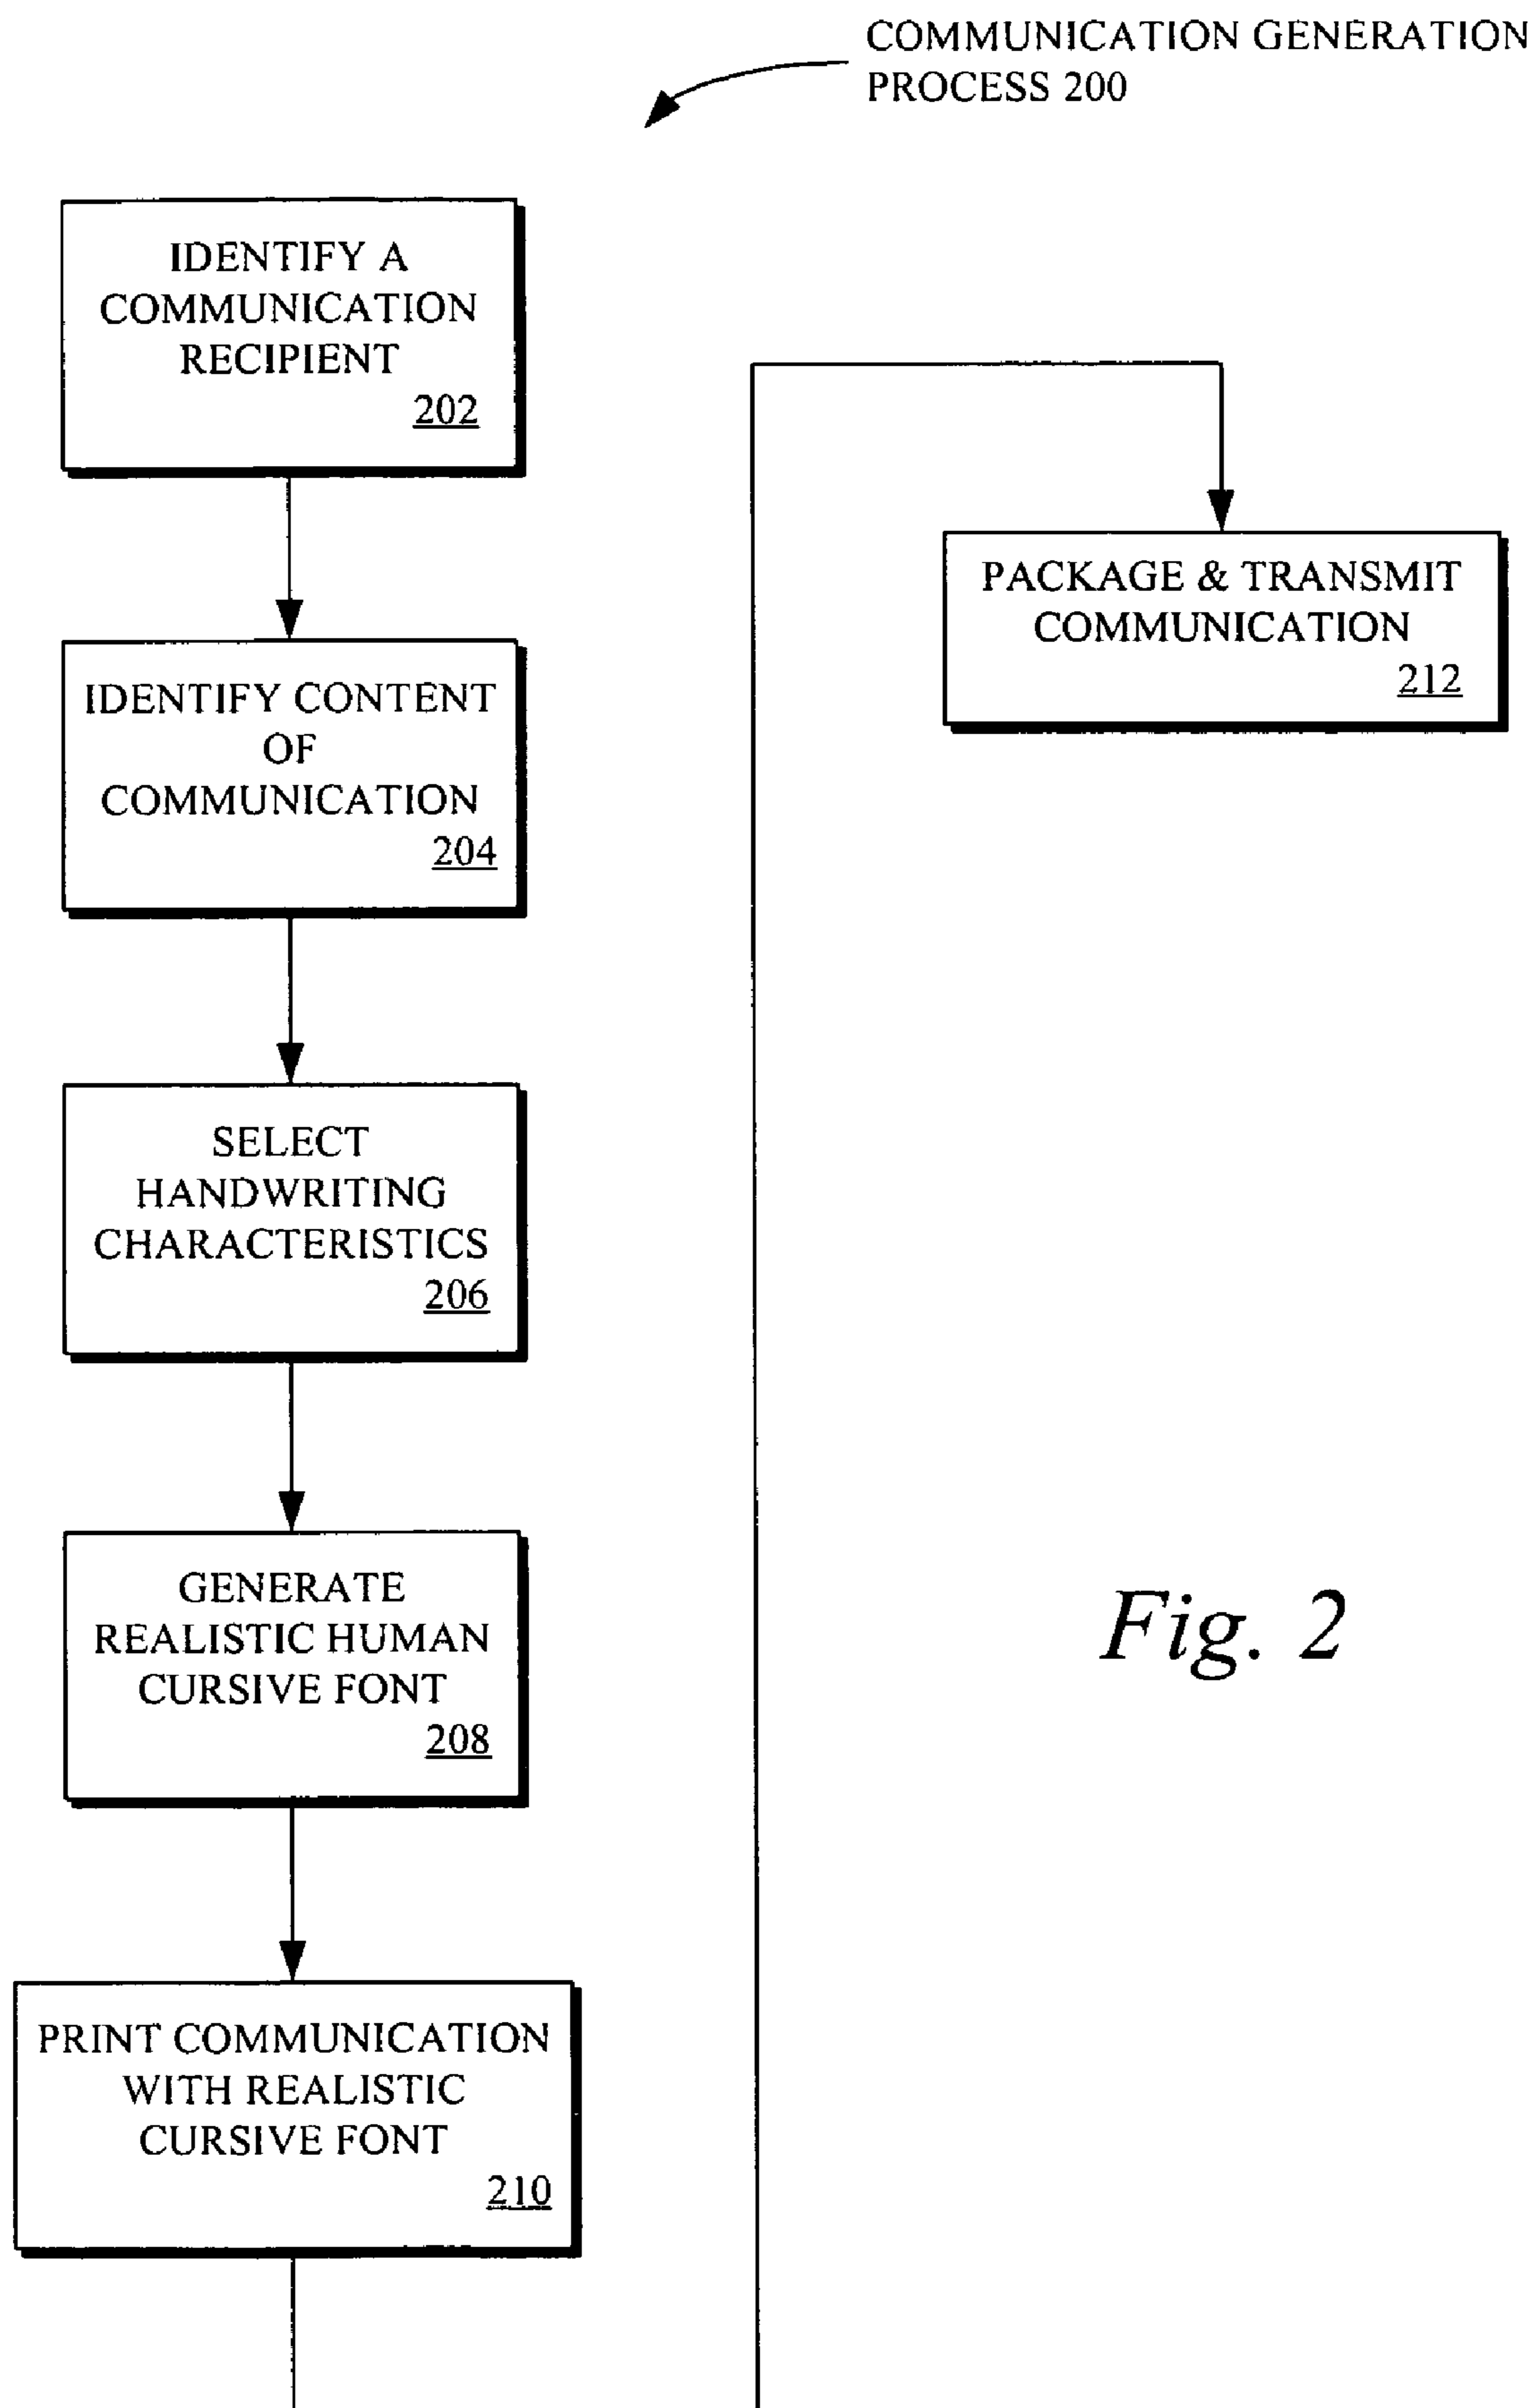 COMMUNICATION GENERATION
PROCESS 200
IDENTIFY A
COMMUNICATION
RECIPIENT
202
IDENTIFY CONTENT
OF
COMMUNICATION
204
SELECT
HANDWRITING
CHARACTERISTICS
206
GENERATE
REALISTIC HUMAN
CURSIVE FONT
208
PRINT COMMUNICATION
WITH REALISTIC
CURSIVE FONT
210
PACKAGE & TRANSMIT
COMMUNICATION
212
Fig. 2